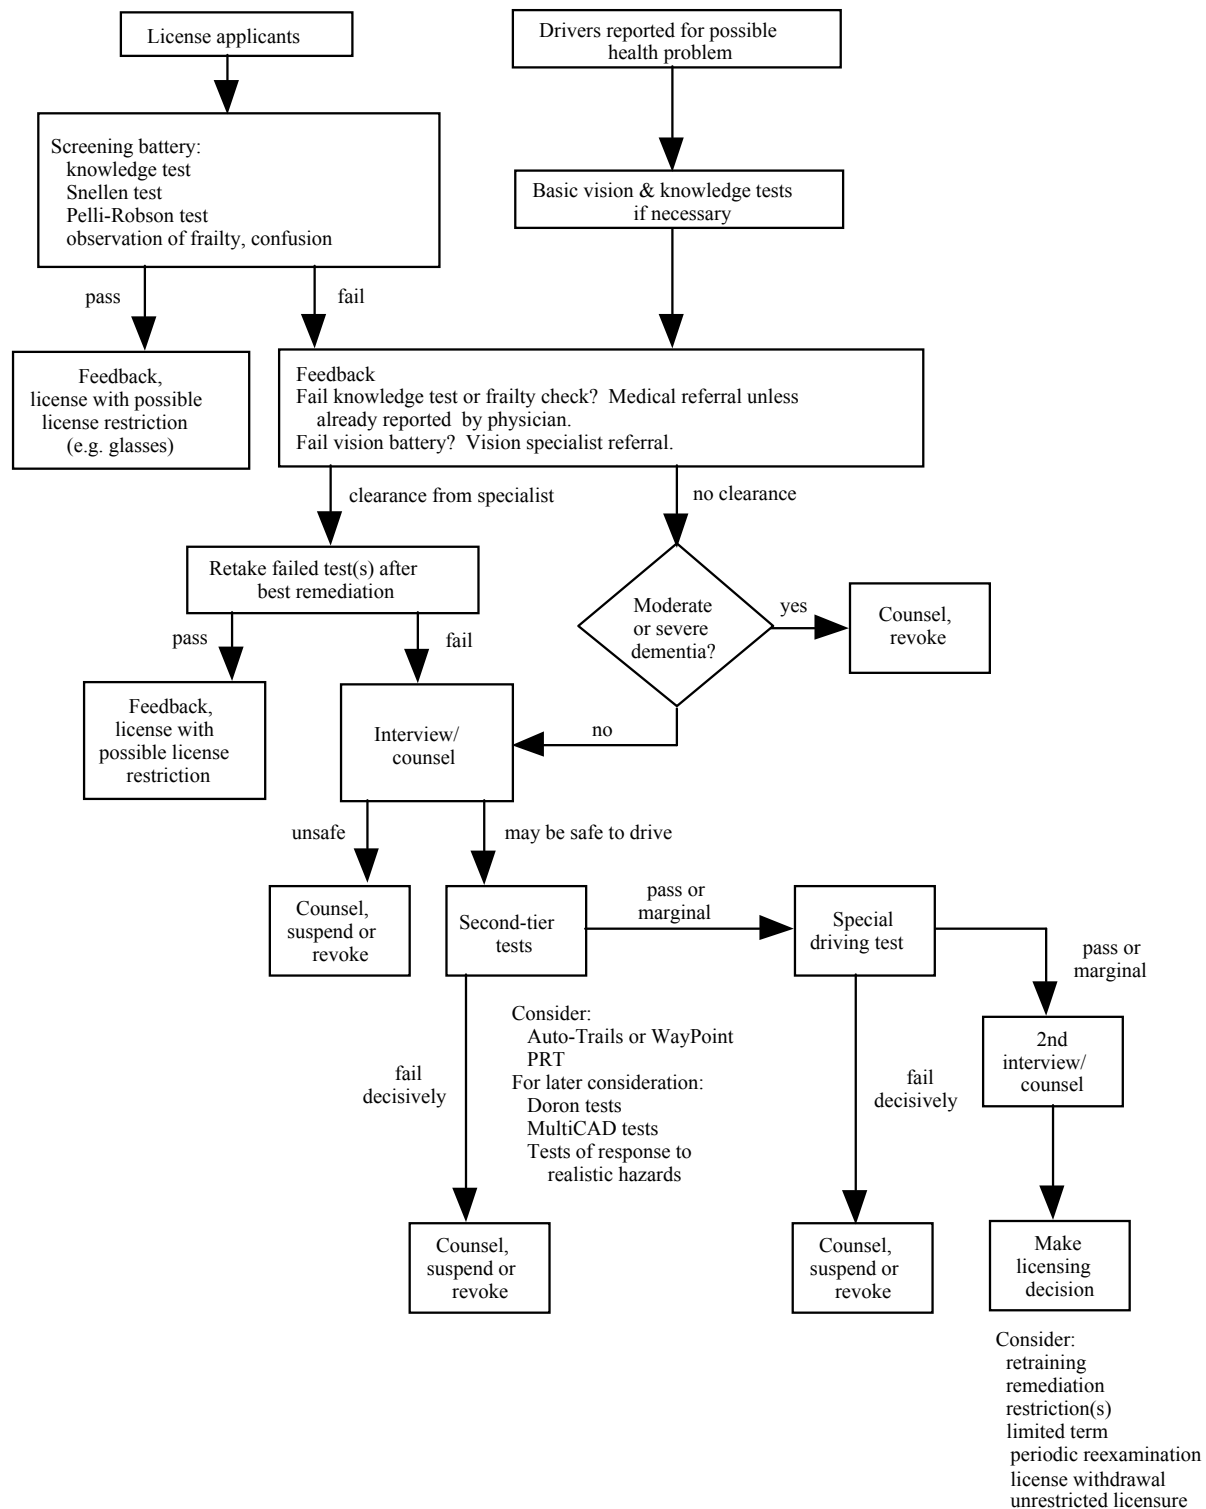 License applicants
Drivers reported for possible
health problem
Screening battery:
knowledge test
Snellen test
Pelli-Robson test
observation of frailty, confusion
Basic vision & knowledge tests
if necessary
pass
fail
Feedback,
license with possible
license restriction
(e.g. glasses)
Feedback
Fail knowledge test or frailty check? Medical referral unless
already reported by physician.
Fail vision battery? Vision specialist referral.
clearance from specialist
no clearance
Retake failed test(s) after
best remediation
Moderate
or severe
dementia?
yes
Counsel,
revoke
pass
fail
Feedback,
license with
possible license
restriction
Interview/
counsel
no
unsafe
may be safe to drive
Counsel,
suspend or
revoke
Second-tier
tests
pass or
marginal
Special
driving test
pass or
marginal
Consider:
Auto-Trails or WayPoint
PRT
For later consideration:
Doron tests
MultiCAD tests
Tests of response to
realistic hazards
fail
decisively
fail
decisively
2nd
interview/
counsel
Counsel,
suspend or
revoke
Counsel,
suspend or
revoke
Make
licensing
decision
Consider:
retraining
remediation
restriction(s)
limited term
periodic reexamination
license withdrawal
unrestricted licensure